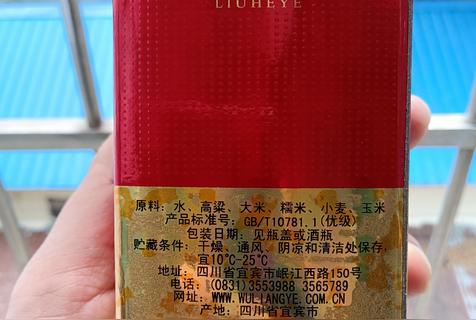 LIUHEYE
原料：水、高粱、大米、糯米、小麦、玉米
产品标准号：GB/T10781.1(优级)
包装日期：见瓶盖或酒瓶
贮藏条件：干燥、通风、阴凉和清洁处保存，
宜10℃-25℃
地址：四川省宜宾市岷江西路150号
电话：(0831)3553988 3565789
网址：WWW.WULIANGYE.COM.CN
产地：四川省宜宾市